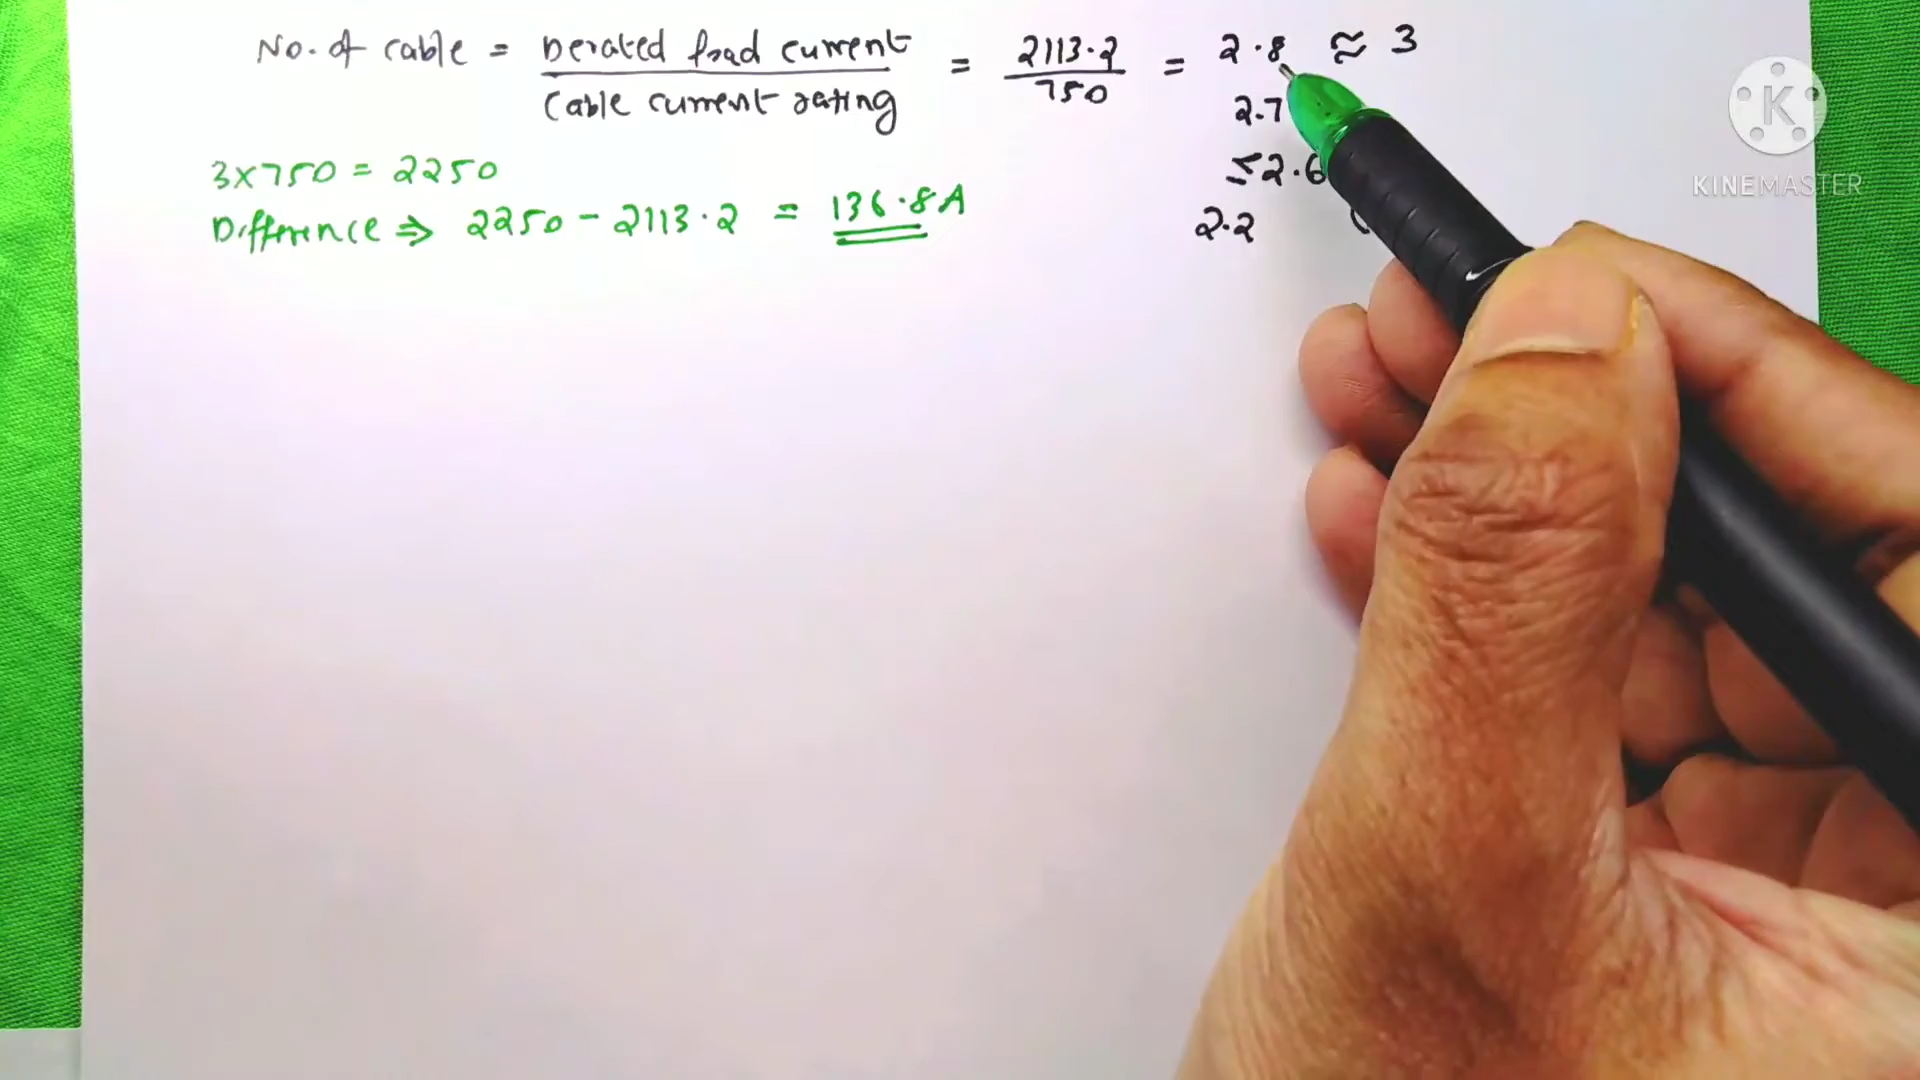 No. of cable = Derated load current / Cable current rating = 2113.2 / 750 = 2.8 ≈ 3
2.7
≤2.6
2.2
3x750 = 2250
Difference ⇒ 2250 - 2113.2 = 136.8A
K
KINEMASTER